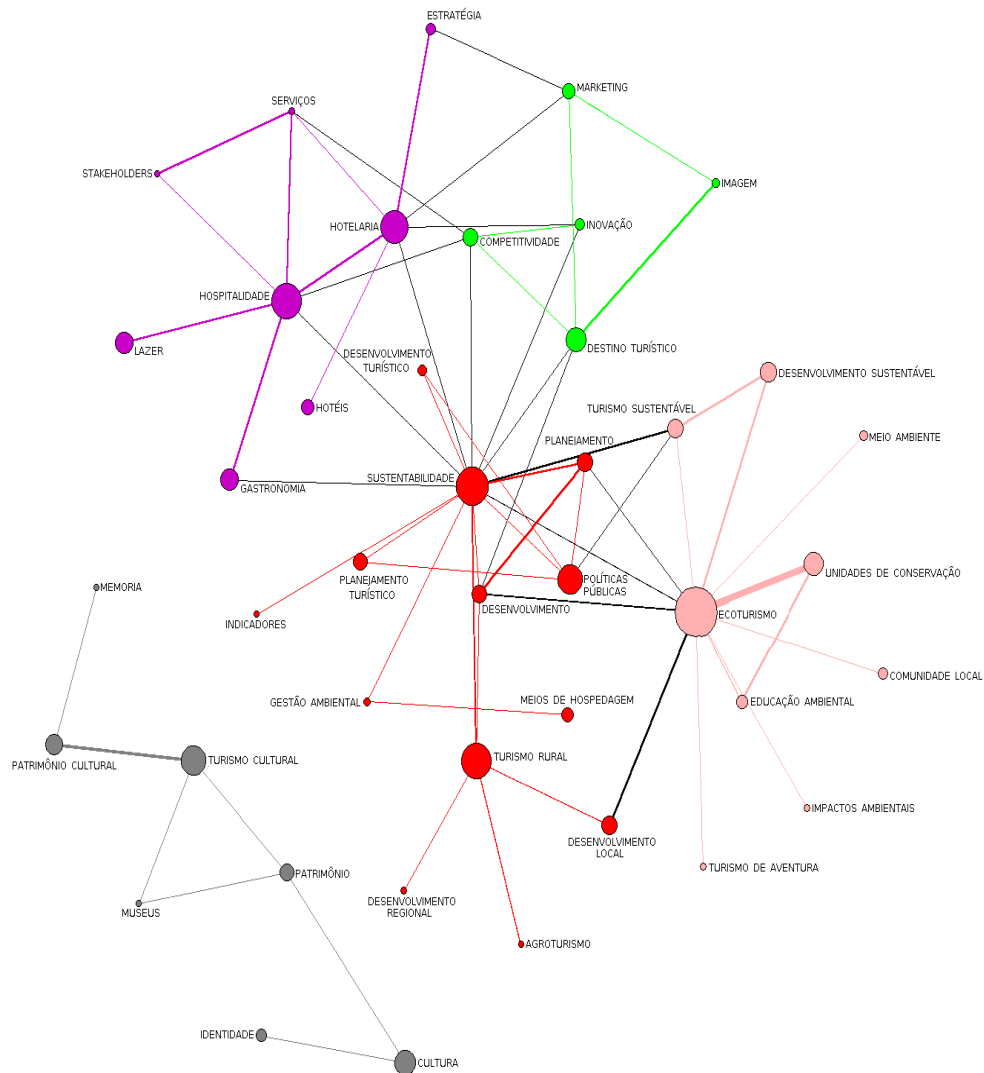 ESTRATÉGIA
MARKETING
SERVIÇOS
STAKEHOLDERS
IMAGEM
HOTELARIA
INOVAÇÃO
COMPETITIVIDADE
HOSPITALIDADE
LAZER
DESTINO TURÍSTICO
DESENVOLVIMENTO
TURÍSTICO
DESENVOLVIMENTO SUSTENTÁVEL
HOTÉIS
TURISMO SUSTENTÁVEL
MEIO AMBIENTE
PLANEJAMENTO
SUSTENTABILIDADE
GASTRONOMIA
UNIDADES DE CONSERVAÇÃO
PLANEJAMENTO
TURÍSTICO
POLÍTICAS
PÚBLICAS
MEMORIA
DESENVOLVIMENTO
ECOTURISMO
INDICADORES
COMUNIDADE LOCAL
GESTÃO AMBIENTAL
MEIOS DE HOSPEDAGEM
EDUCAÇÃO AMBIENTAL
PATRIMÔNIO CULTURAL
TURISMO CULTURAL
TURISMO RURAL
IMPACTOS AMBIENTAIS
DESENVOLVIMENTO
LOCAL
TURISMO DE AVENTURA
PATRIMÔNIO
MUSEUS
DESENVOLVIMENTO
REGIONAL
AGROTURISMO
IDENTIDADE
CULTURA